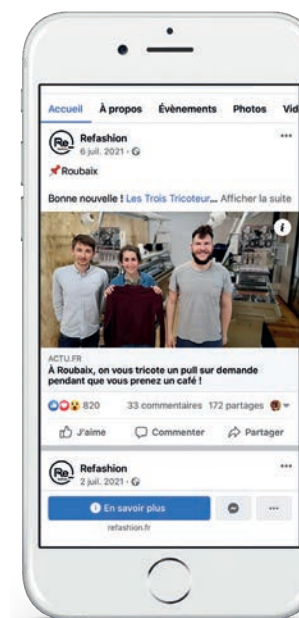 Accueil À propos Évènements Photos Vid
Re_
Refashion
6 juil. 2021 ·
Roubaix
Bonne nouvelle ! Les Trois Tricoteur... Afficher la suite
ACTU.FR
À Roubaix, on vous tricote un pull sur demande
pendant que vous prenez un café !
820 33 commentaires 172 partages
J'aime Commenter Partager
Re_
Refashion
2 juil. 2021 ·
En savoir plus
refashion.fr